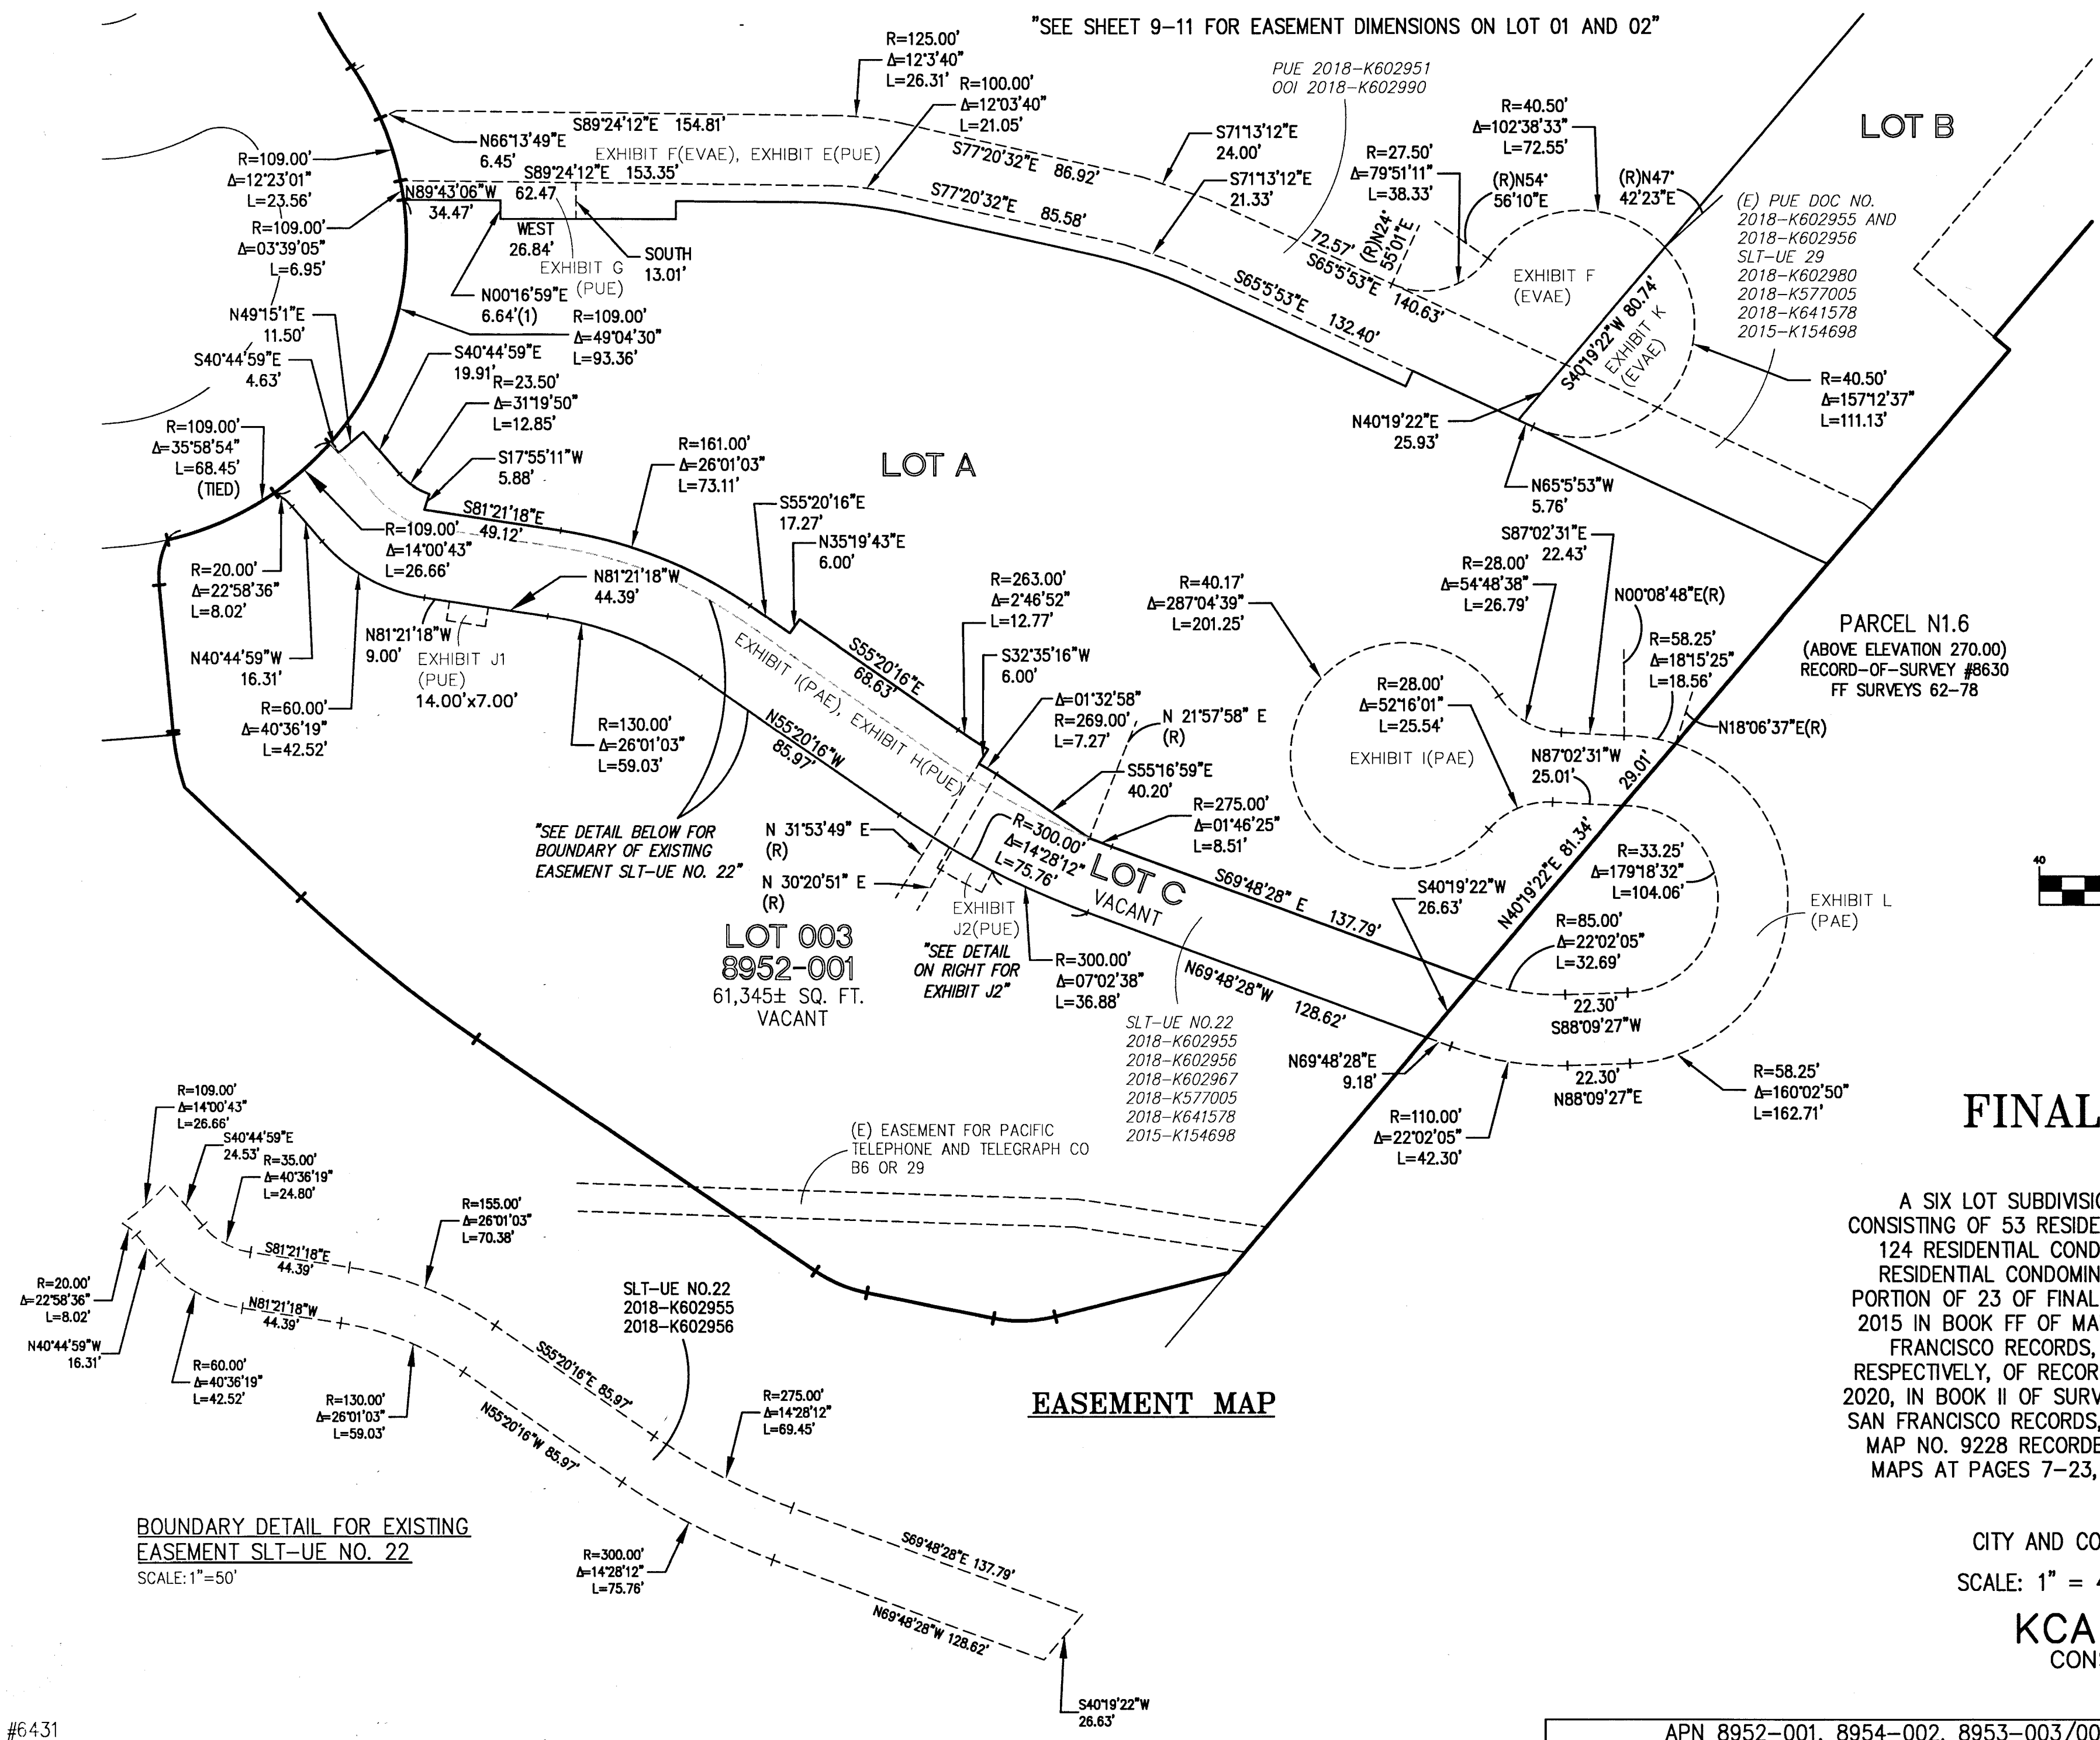 "SEE SHEET 9-11 FOR EASEMENT DIMENSIONS ON LOT 01 AND 02"
R=125.00'
Δ=12°3'40"
L=26.31'
R=100.00'
Δ=12°03'40"
L=21.05'
PUE 2018-K602951
OOI 2018-K602990
R=40.50'
Δ=102°38'33"
L=72.55'
LOT B
S89°24'12"E 154.81'
N66°13'49"E
6.45'
EXHIBIT F(EVAE), EXHIBIT E(PUE)
S89°24'12"E 153.35'
S77°20'32"E 86.92'
S71°13'12"E
24.00'
S77°20'32"E 85.58'
S71°13'12"E
21.33'
R=27.50'
Δ=79°51'11"
L=38.33'
(R)N54°
56'10"E
(R)N47°
42'23"E
(R)N24°
55'01"E
(E) PUE DOC NO.
2018-K602955 AND
2018-K602956
SLT-UE 29
2018-K602980
2018-K577005
2018-K641578
2015-K154698
R=109.00'
Δ=12°23'01"
L=23.56'
R=109.00'
Δ=03°39'05"
L=6.95'
N89°43'06"W
34.47'
62.47
WEST
26.84'
EXHIBIT G
(PUE)
SOUTH
13.01'
N00°16'59"E
6.64'(1)
R=109.00'
Δ=49°04'30"
L=93.36'
72.57'
S65°5'53"E 140.63'
S65°5'53"E 132.40'
EXHIBIT F
(EVAE)
S40°19'22"W 80.74'
EXHIBIT K
(EVAE)
R=40.50'
Δ=157°12'37"
L=111.13'
N40°19'22"E
25.93'
N65°5'53"W
5.76'
N49°15'1"E
11.50'
S40°44'59"E
4.63'
S40°44'59"E
19.91'
R=23.50'
Δ=31°19'50"
L=12.85'
R=109.00'
Δ=35°58'54"
L=68.45'
(TIED)
S17°55'11"W
5.88'
R=161.00'
Δ=26°01'03"
L=73.11'
LOT A
S81°21'18"E
49.12'
R=109.00'
Δ=14°00'43"
L=26.66'
S55°20'16"E
17.27'
N35°19'43"E
6.00'
R=20.00'
Δ=22°58'36"
L=8.02'
N81°21'18"W
44.39'
N40°44'59"W
16.31'
N81°21'18"W
9.00'
EXHIBIT J1
(PUE)
14.00'x7.00'
R=60.00'
Δ=40°36'19"
L=42.52'
R=130.00'
Δ=26°01'03"
L=59.03'
EXHIBIT I(PAE), EXHIBIT H(PUE)
S55°20'16"E
68.63'
N55°20'16"W
85.97'
R=263.00'
Δ=2°46'52"
L=12.77'
S32°35'16"W
6.00'
Δ=01°32'58"
R=269.00'
L=7.27'
N 21°57'58" E
(R)
S55°16'59"E
40.20'
R=275.00'
Δ=01°46'25"
L=8.51'
R=40.17'
Δ=287°04'39"
L=201.25'
S87°02'31"E
22.43'
R=28.00'
Δ=54°48'38"
L=26.79'
N00°08'48"E(R)
R=58.25'
Δ=18°15'25"
L=18.56'
N18°06'37"E(R)
PARCEL N1.6
(ABOVE ELEVATION 270.00)
RECORD-OF-SURVEY #8630
FF SURVEYS 62-78
R=28.00'
Δ=52°16'01"
L=25.54'
EXHIBIT I(PAE)
N87°02'31"W
25.01'
29.01'
N40°19'22"E 81.34'
R=33.25'
Δ=179°18'32"
L=104.06'
EXHIBIT L
(PAE)
R=85.00'
Δ=22°02'05"
L=32.69'
22.30'
S88°09'27"W
22.30'
N88°09'27"E
R=58.25'
Δ=160°02'50"
L=162.71'
R=110.00'
Δ=22°02'05"
L=42.30'
N69°48'28"E
9.18'
S40°19'22"W
26.63'
40
"SEE DETAIL BELOW FOR
BOUNDARY OF EXISTING
EASEMENT SLT-UE NO. 22"
N 31°53'49" E
(R)
N 30°20'51" E
(R)
R=300.00'
Δ=14°28'12"
L=75.76'
LOT C
VACANT
S69°48'28" E 137.79'
N69°48'28"W 128.62'
EXHIBIT
J2(PUE)
"SEE DETAIL
ON RIGHT FOR
EXHIBIT J2"
R=300.00'
Δ=07°02'38"
L=36.88'
LOT 003
8952-001
61,345± SQ. FT.
VACANT
SLT-UE NO.22
2018-K602955
2018-K602956
2018-K602967
2018-K577005
2018-K641578
2015-K154698
(E) EASEMENT FOR PACIFIC
TELEPHONE AND TELEGRAPH CO
B6 OR 29
R=109.00'
Δ=14°00'43"
L=26.66'
S40°44'59"E
24.53'
R=35.00'
Δ=40°36'19"
L=24.80'
R=155.00'
Δ=26°01'03"
L=70.38'
S81°21'18"E
44.39'
N81°21'18"W
44.39'
R=20.00'
Δ=22°58'36"
L=8.02'
N40°44'59"W
16.31'
R=60.00'
Δ=40°36'19"
L=42.52'
R=130.00'
Δ=26°01'03"
L=59.03'
SLT-UE NO.22
2018-K602955
2018-K602956
S55°20'16"E 85.97'
N55°20'16"W 85.97'
R=275.00'
Δ=14°28'12"
L=69.45'
R=300.00'
Δ=14°28'12"
L=75.76'
S69°48'28"E 137.79'
N69°48'28"W 128.62'
S40°19'22"W
26.63'
EASEMENT MAP
BOUNDARY DETAIL FOR EXISTING
EASEMENT SLT-UE NO. 22
SCALE: 1"=50'
FINAL
A SIX LOT SUBDIVISIO
CONSISTING OF 53 RESIDE
124 RESIDENTIAL COND
RESIDENTIAL CONDOMIN
PORTION OF 23 OF FINAL
2015 IN BOOK FF OF MA
FRANCISCO RECORDS,
RESPECTIVELY, OF RECOR
2020, IN BOOK II OF SURV
SAN FRANCISCO RECORDS,
MAP NO. 9228 RECORDE
MAPS AT PAGES 7-23,
CITY AND CO
SCALE: 1" = 4
KCA
CON
#6431
APN 8952-001, 8954-002, 8953-003/00